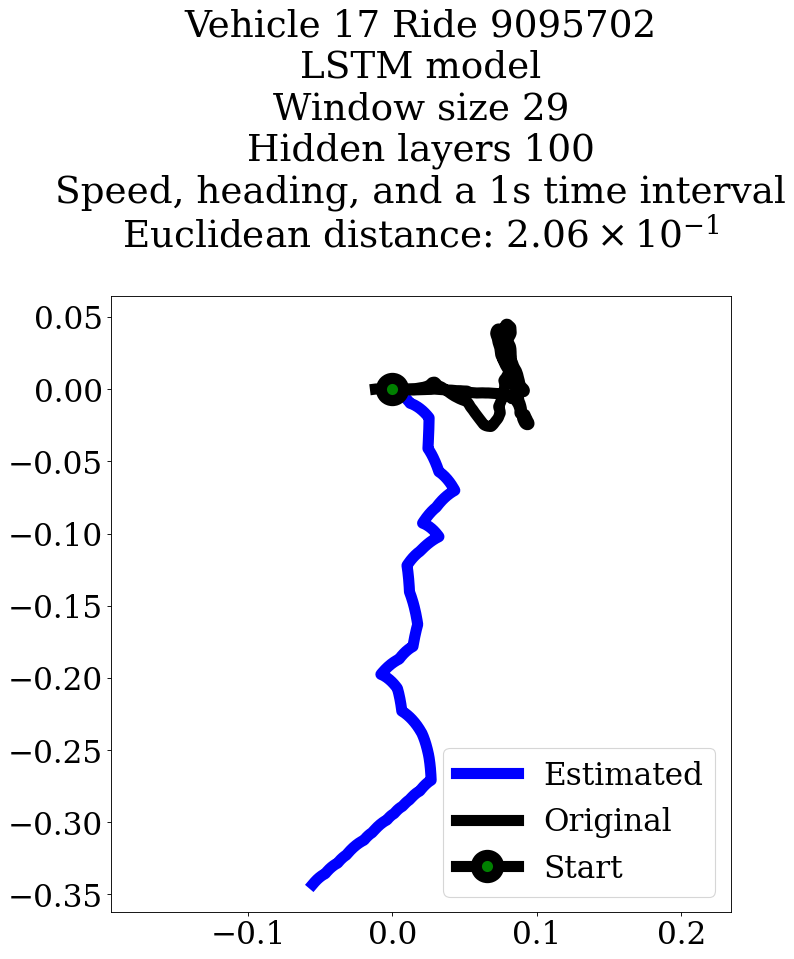 Vehicle 17 Ride 9095702
LSTM model
Window size 29
Hidden layers 100
Speed, heading, and a 1s time interval
Euclidean distance: 2.06 × 10⁻¹
0.05
0.00
−0.05
−0.10
−0.15
−0.20
−0.25
−0.30
−0.35
Estimated
Original
Start
−0.1
0.0
0.1
0.2